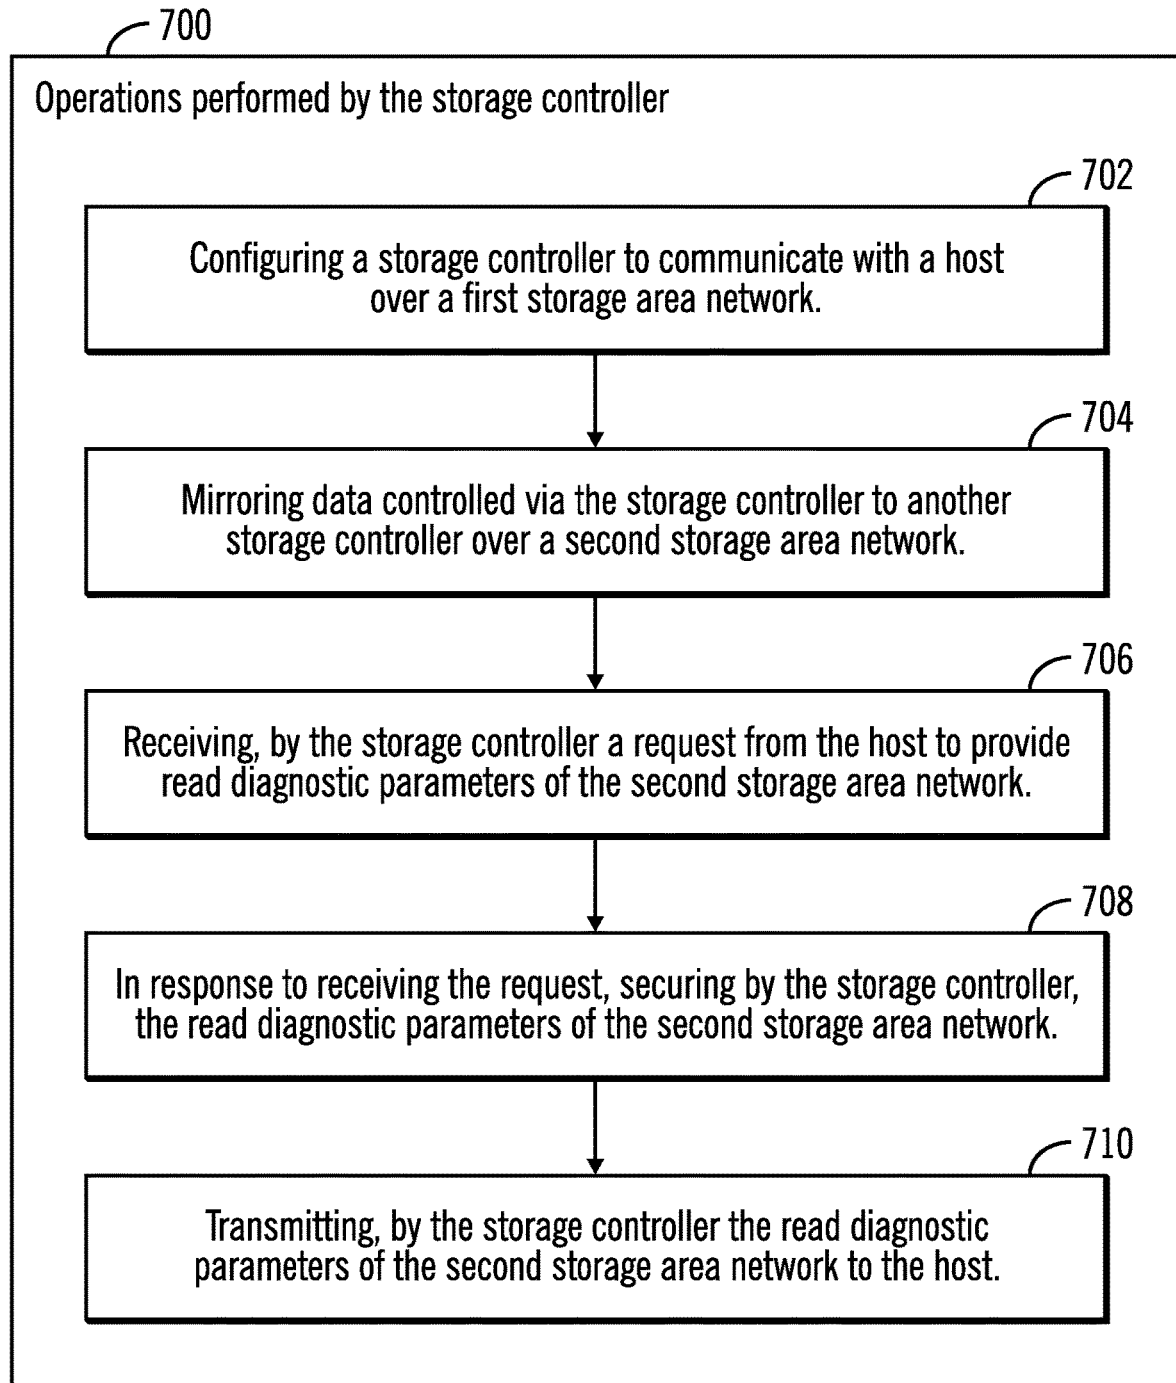 700
Operations performed by the storage controller
702
Configuring a storage controller to communicate with a host
over a first storage area network.
704
Mirroring data controlled via the storage controller to another
storage controller over a second storage area network.
706
Receiving, by the storage controller a request from the host to provide
read diagnostic parameters of the second storage area network.
708
In response to receiving the request, securing by the storage controller,
the read diagnostic parameters of the second storage area network.
710
Transmitting, by the storage controller the read diagnostic
parameters of the second storage area network to the host.